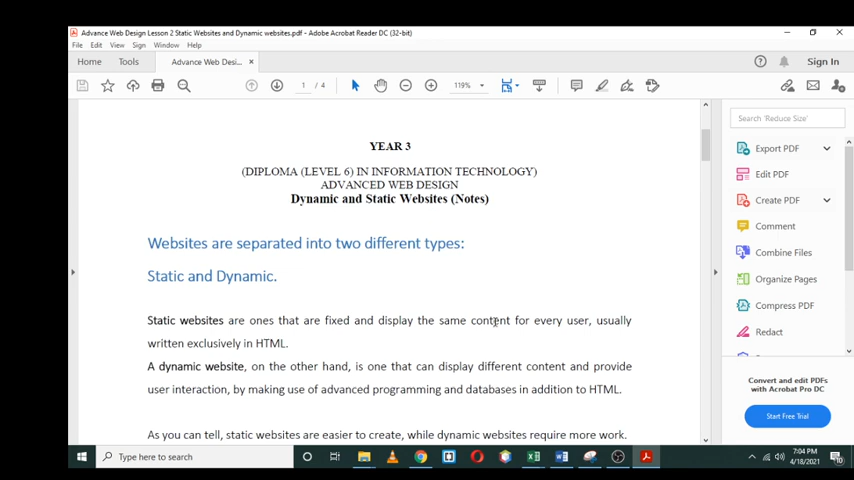 Advance Web Design Lesson 2 Static Websites and Dynamic websites.pdf - Adobe Acrobat Reader DC (32-bit)
File Edit View Sign Window Help
Home Tools Advance Web Desi... × Sign In
1 / 4 119%
YEAR 3
(DIPLOMA (LEVEL 6) IN INFORMATION TECHNOLOGY)
ADVANCED WEB DESIGN
Dynamic and Static Websites (Notes)
Websites are separated into two different types:
Static and Dynamic.
Static websites are ones that are fixed and display the same content for every user, usually
written exclusively in HTML.
A dynamic website, on the other hand, is one that can display different content and provide
user interaction, by making use of advanced programming and databases in addition to HTML.
As you can tell, static websites are easier to create, while dynamic websites require more work.
Search 'Reduce Size'
Export PDF
Edit PDF
Create PDF
Comment
Combine Files
Organize Pages
Compress PDF
Redact
Convert and edit PDFs
with Acrobat Pro DC
Start Free Trial
Type here to search
7:04 PM
4/18/2021